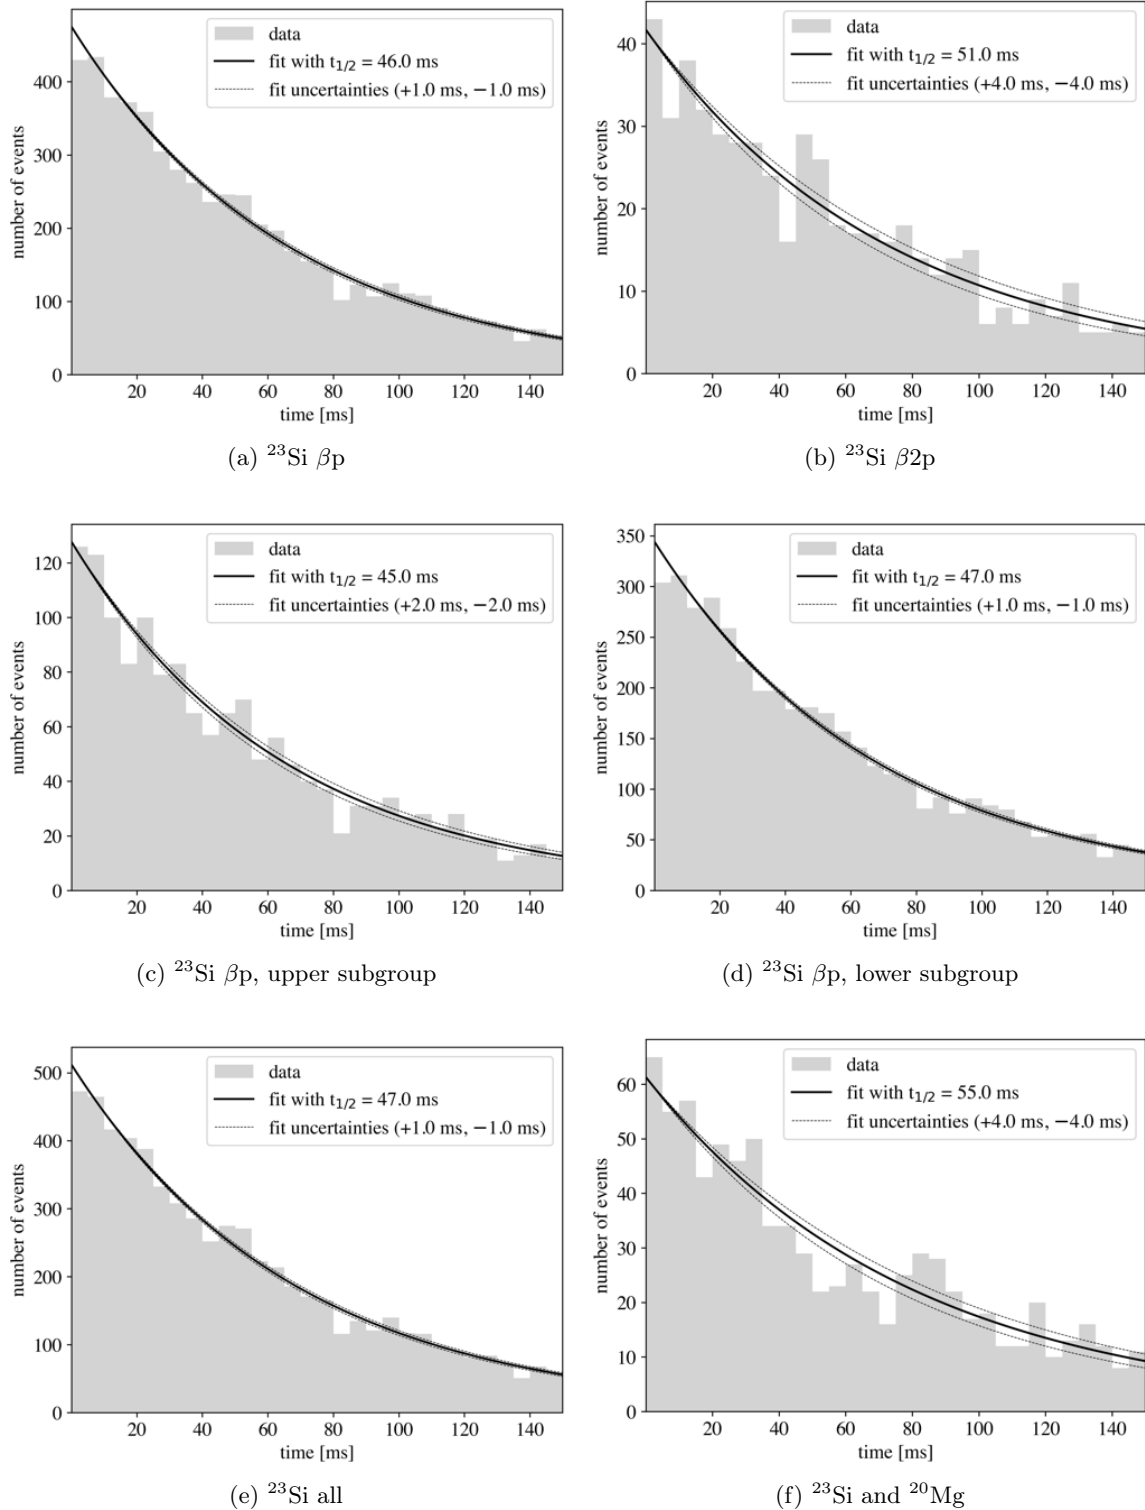 data
fit with t1/2 = 46.0 ms
fit uncertainties (+1.0 ms, −1.0 ms)
400
300
200
100
0
number of events
20 40 60 80 100 120 140
time [ms]
(a) ²³Si βp
data
fit with t1/2 = 51.0 ms
fit uncertainties (+4.0 ms, −4.0 ms)
40
30
20
10
0
number of events
20 40 60 80 100 120 140
time [ms]
(b) ²³Si β2p
data
fit with t1/2 = 45.0 ms
fit uncertainties (+2.0 ms, −2.0 ms)
120
100
80
60
40
20
0
number of events
20 40 60 80 100 120 140
time [ms]
(c) ²³Si βp, upper subgroup
data
fit with t1/2 = 47.0 ms
fit uncertainties (+1.0 ms, −1.0 ms)
350
300
250
200
150
100
50
0
number of events
20 40 60 80 100 120 140
time [ms]
(d) ²³Si βp, lower subgroup
data
fit with t1/2 = 47.0 ms
fit uncertainties (+1.0 ms, −1.0 ms)
500
400
300
200
100
0
number of events
20 40 60 80 100 120 140
time [ms]
(e) ²³Si all
data
fit with t1/2 = 55.0 ms
fit uncertainties (+4.0 ms, −4.0 ms)
60
50
40
30
20
10
0
number of events
20 40 60 80 100 120 140
time [ms]
(f) ²³Si and ²⁰Mg